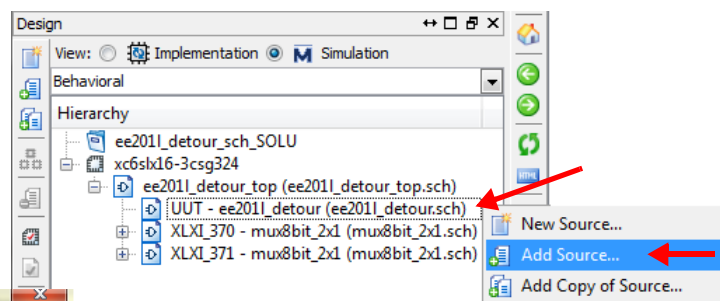 Design
View: Implementation Simulation
Behavioral
Hierarchy
ee201l_detour_sch_SOLU
xc6slx16-3csg324
ee201l_detour_top (ee201l_detour_top.sch)
UUT - ee201l_detour (ee201l_detour.sch)
XLXI_370 - mux8bit_2x1 (mux8bit_2x1.sch)
XLXI_371 - mux8bit_2x1 (mux8bit_2x1.sch)
New Source...
Add Source...
Add Copy of Source...